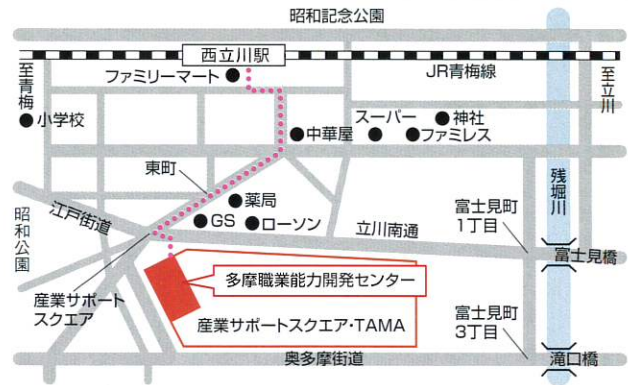 昭和記念公園
西立川駅
JR青梅線
至青梅
至立川
ファミリーマート
小学校
スーパー
神社
中華屋
ファミレス
東町
薬局
残堀川
江戸街道
GS
ローソン
昭和公園
立川南通
富士見町
1丁目
富士見橋
多摩職業能力開発センター
産業サポート
スクエア
産業サポートスクエア・TAMA
富士見町
3丁目
奥多摩街道
滝口橋